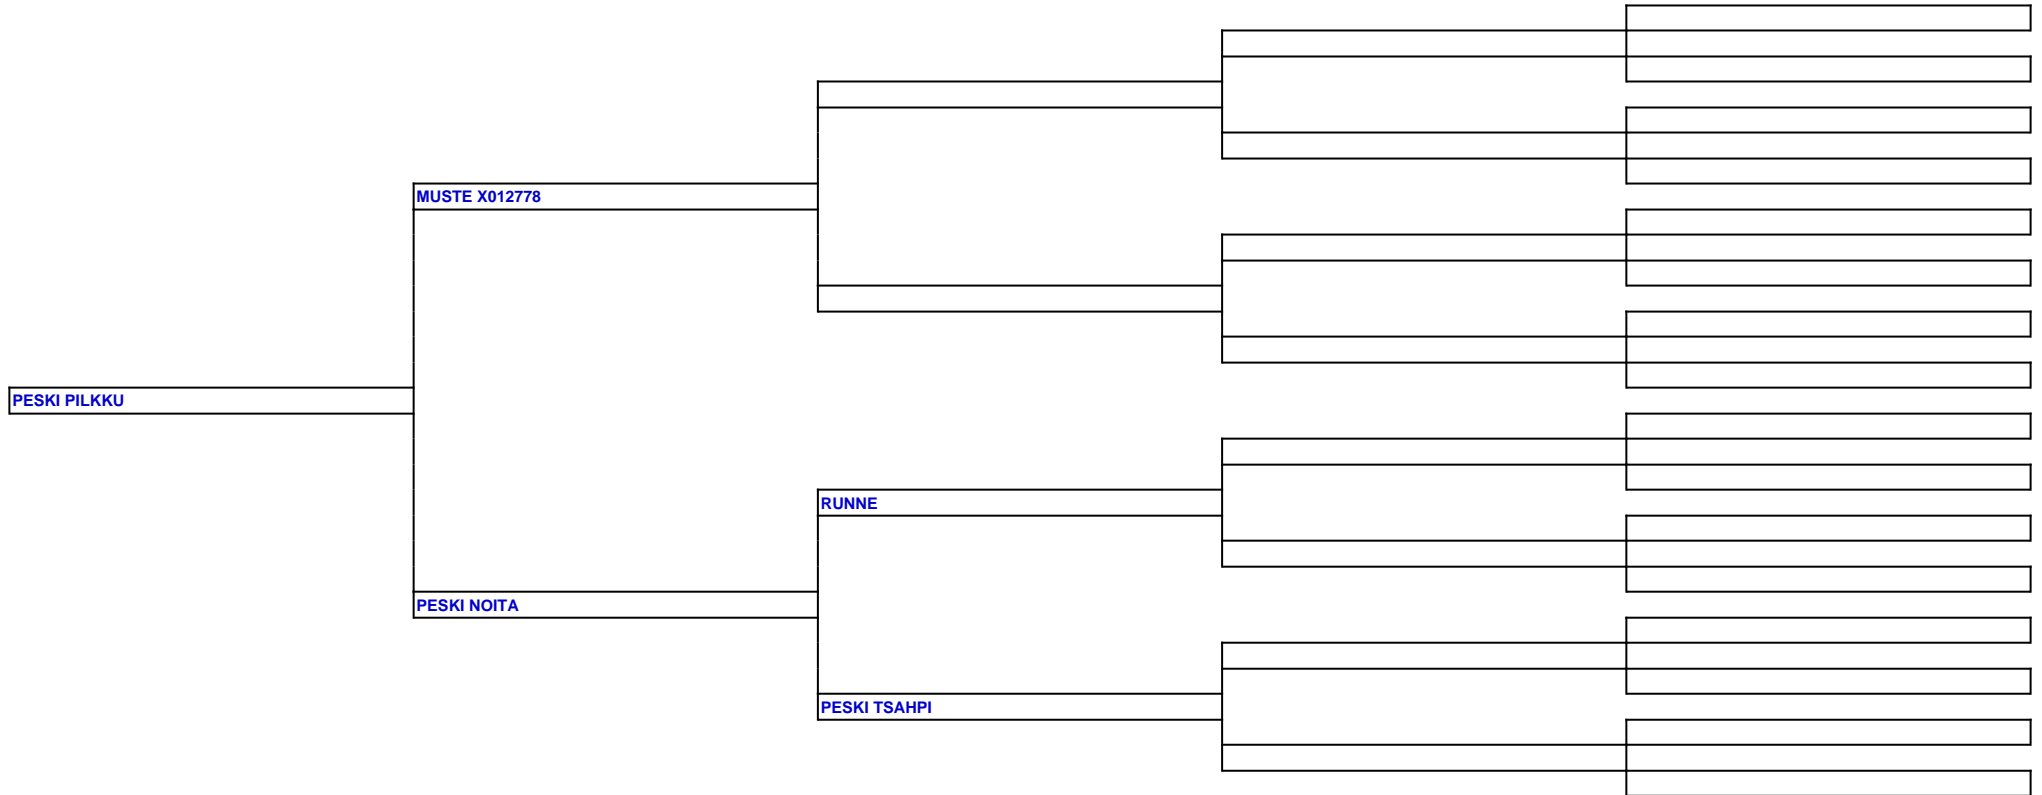 MUSTE X012778
PESKI PILKKU
RUNNE
PESKI NOITA
PESKI TSAHPI